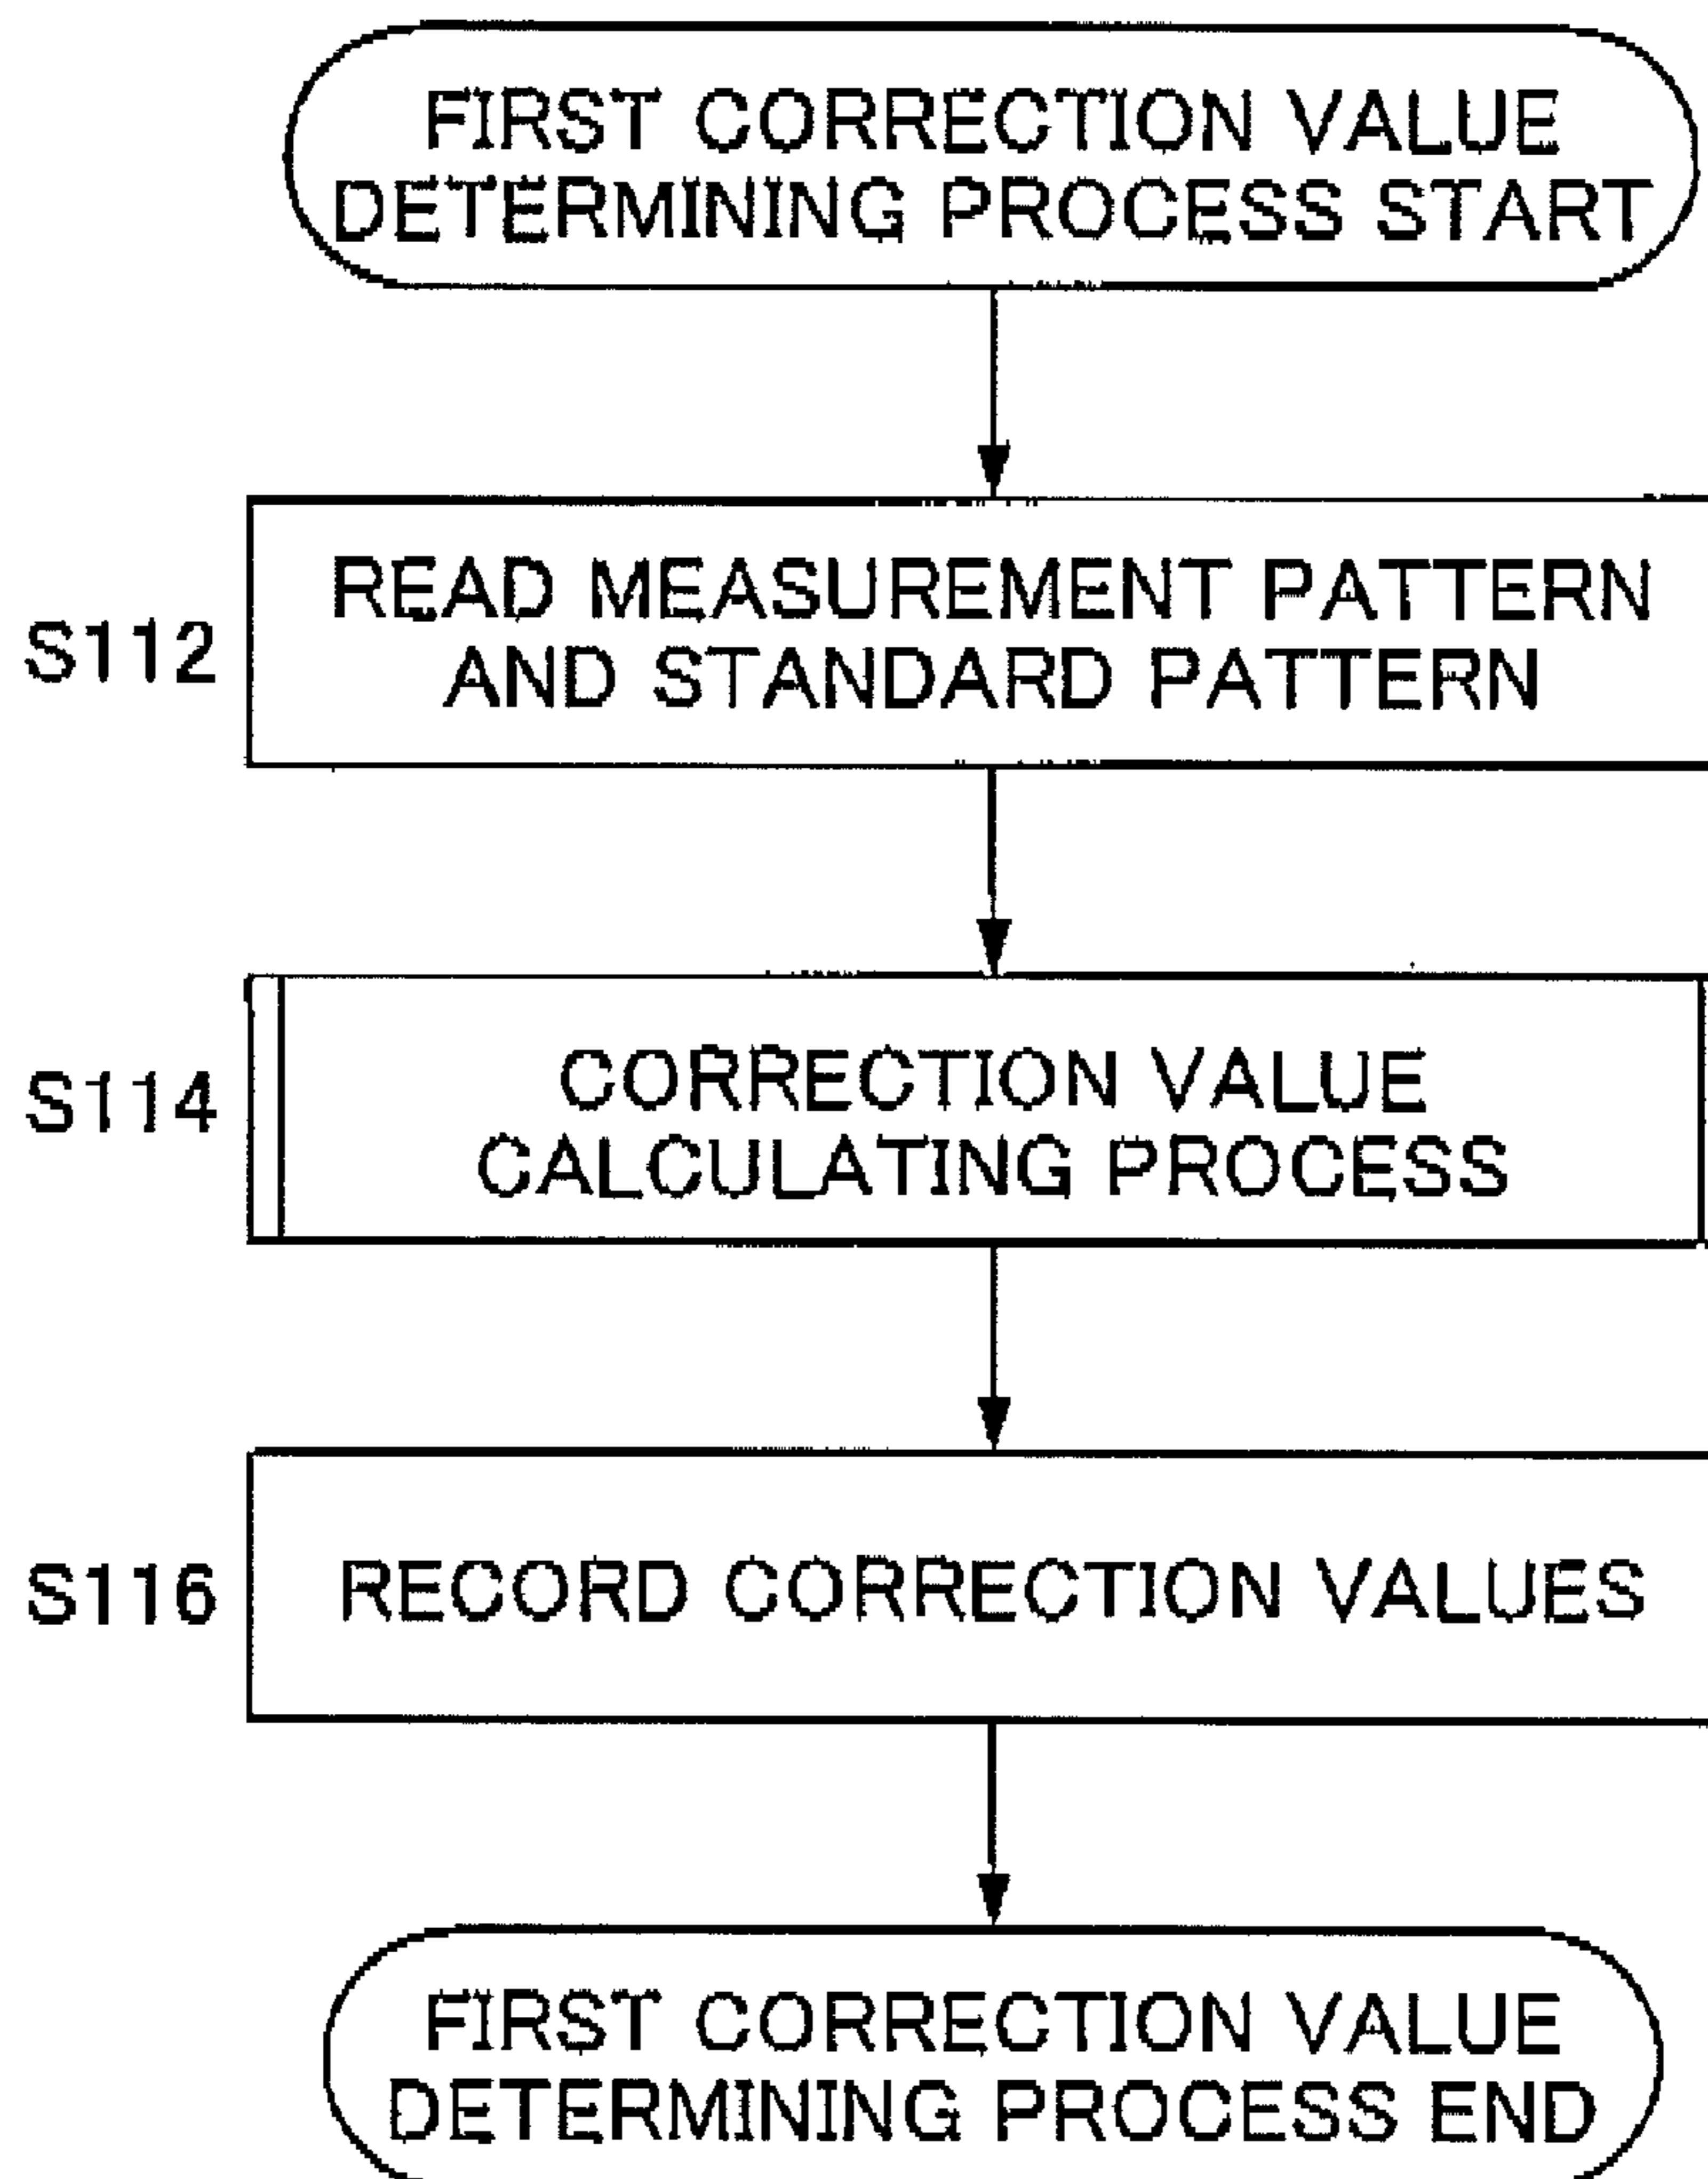 FIRST CORRECTION VALUE
DETERMINING PROCESS START
S112
READ MEASUREMENT PATTERN
AND STANDARD PATTERN
S114
CORRECTION VALUE
CALCULATING PROCESS
S116
RECORD CORRECTION VALUES
FIRST CORRECTION VALUE
DETERMINING PROCESS END